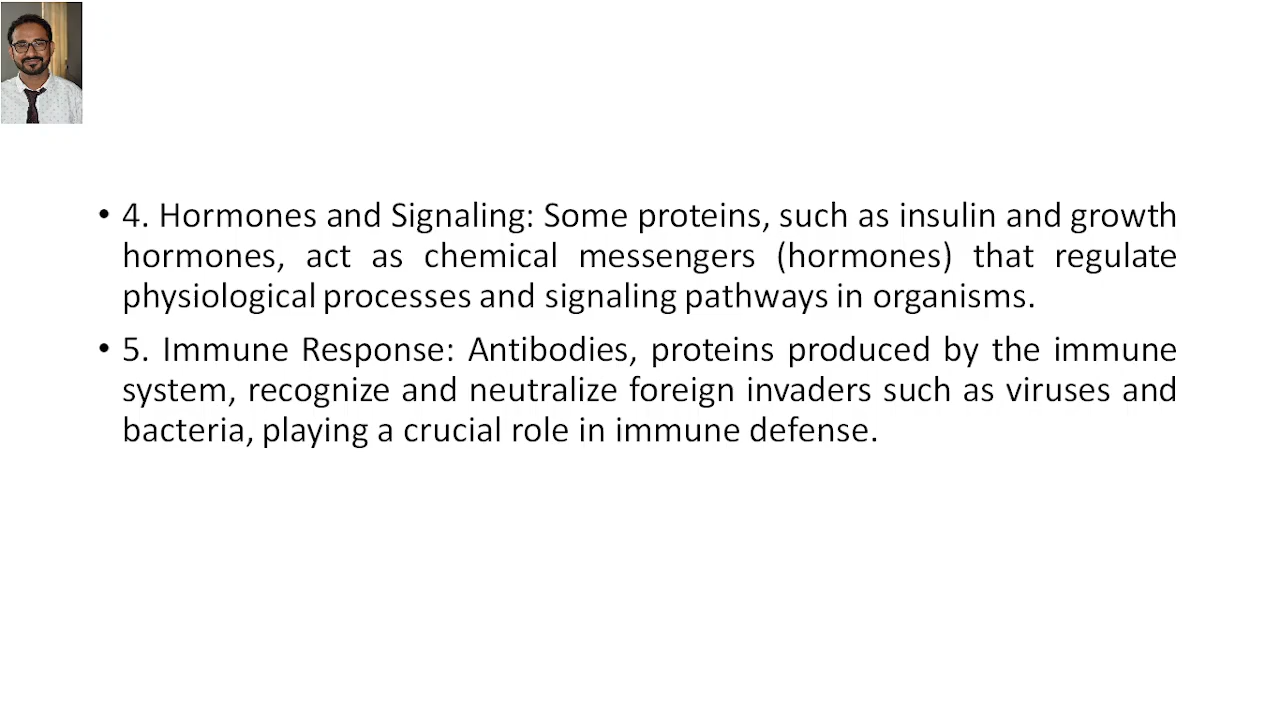 • 4. Hormones and Signaling: Some proteins, such as insulin and growth
hormones, act as chemical messengers (hormones) that regulate
physiological processes and signaling pathways in organisms.
• 5. Immune Response: Antibodies, proteins produced by the immune
system, recognize and neutralize foreign invaders such as viruses and
bacteria, playing a crucial role in immune defense.